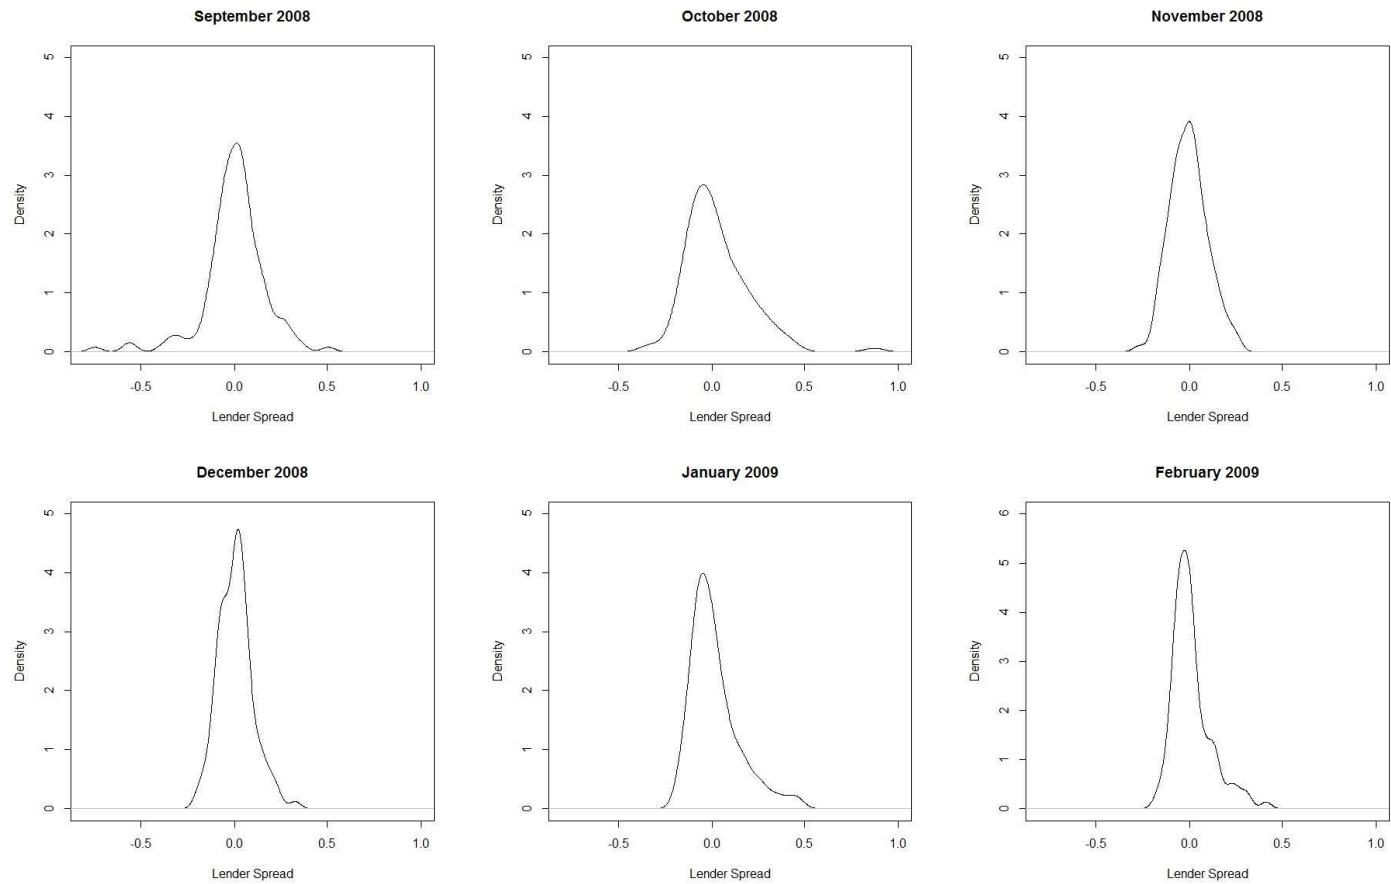 September 2008
October 2008
November 2008
5
4
3
2
1
0
Density
-0.5 0.0 0.5 1.0
Lender Spread
5
4
3
2
1
0
Density
-0.5 0.0 0.5 1.0
Lender Spread
5
4
3
2
1
0
Density
-0.5 0.0 0.5 1.0
Lender Spread
December 2008
January 2009
February 2009
5
4
3
2
1
0
Density
-0.5 0.0 0.5 1.0
Lender Spread
5
4
3
2
1
0
Density
-0.5 0.0 0.5 1.0
Lender Spread
6
5
4
3
2
1
0
Density
-0.5 0.0 0.5 1.0
Lender Spread